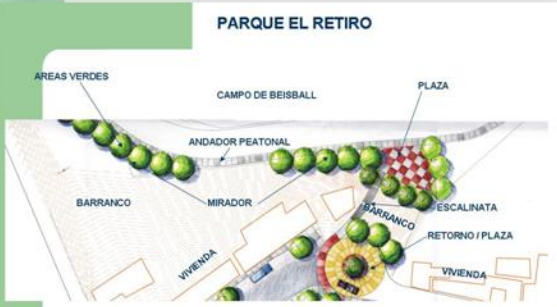 PARQUE EL RETIRO
AREAS VERDES
CAMPO DE BEISBALL
PLAZA
ANDADOR PEATONAL
BARRANCO
MIRADOR
BARRANCO
ESCALINATA
RETORNO / PLAZA
VIVIENDA
VIVIENDA